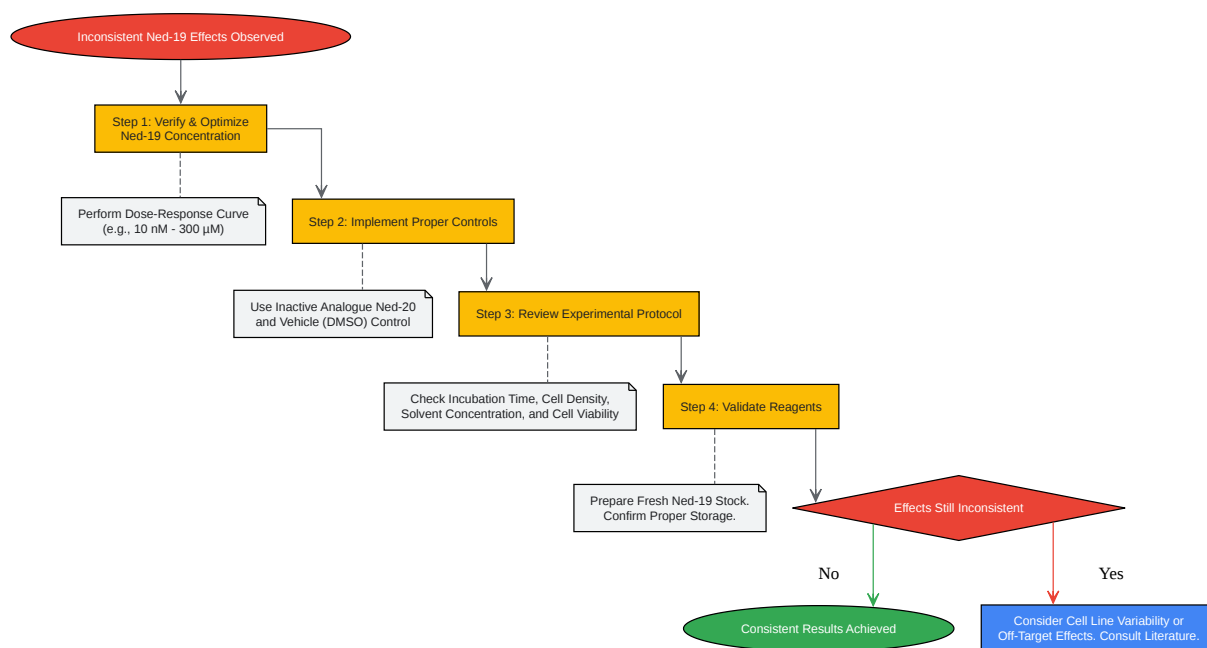 Inconsistent Ned-19 Effects Observed
Step 1: Verify & Optimize
Ned-19 Concentration
Perform Dose-Response Curve
(e.g., 10 nM - 300 µM)
Step 2: Implement Proper Controls
Use Inactive Analogue Ned-20
and Vehicle (DMSO) Control
Step 3: Review Experimental Protocol
Check Incubation Time, Cell Density,
Solvent Concentration, and Cell Viability
Step 4: Validate Reagents
Prepare Fresh Ned-19 Stock.
Confirm Proper Storage.
Effects Still Inconsistent
No
Yes
Consistent Results Achieved
Consider Cell Line Variability or
Off-Target Effects. Consult Literature.